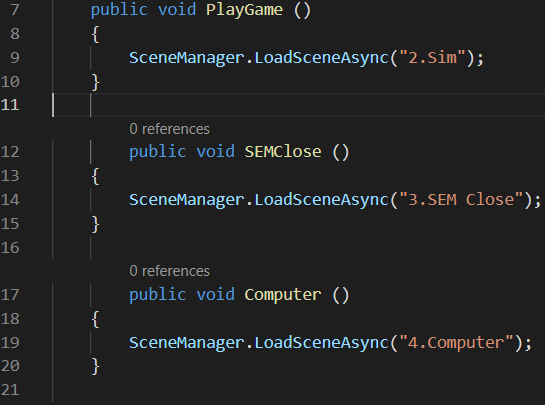 7 public void PlayGame ()
8 {
9 SceneManager.LoadSceneAsync("2.Sim");
10 }
11
0 references
12 public void SEMClose ()
13 {
14 SceneManager.LoadSceneAsync("3.SEM Close");
15 }
16
0 references
17 public void Computer ()
18 {
19 SceneManager.LoadSceneAsync("4.Computer");
20 }
21